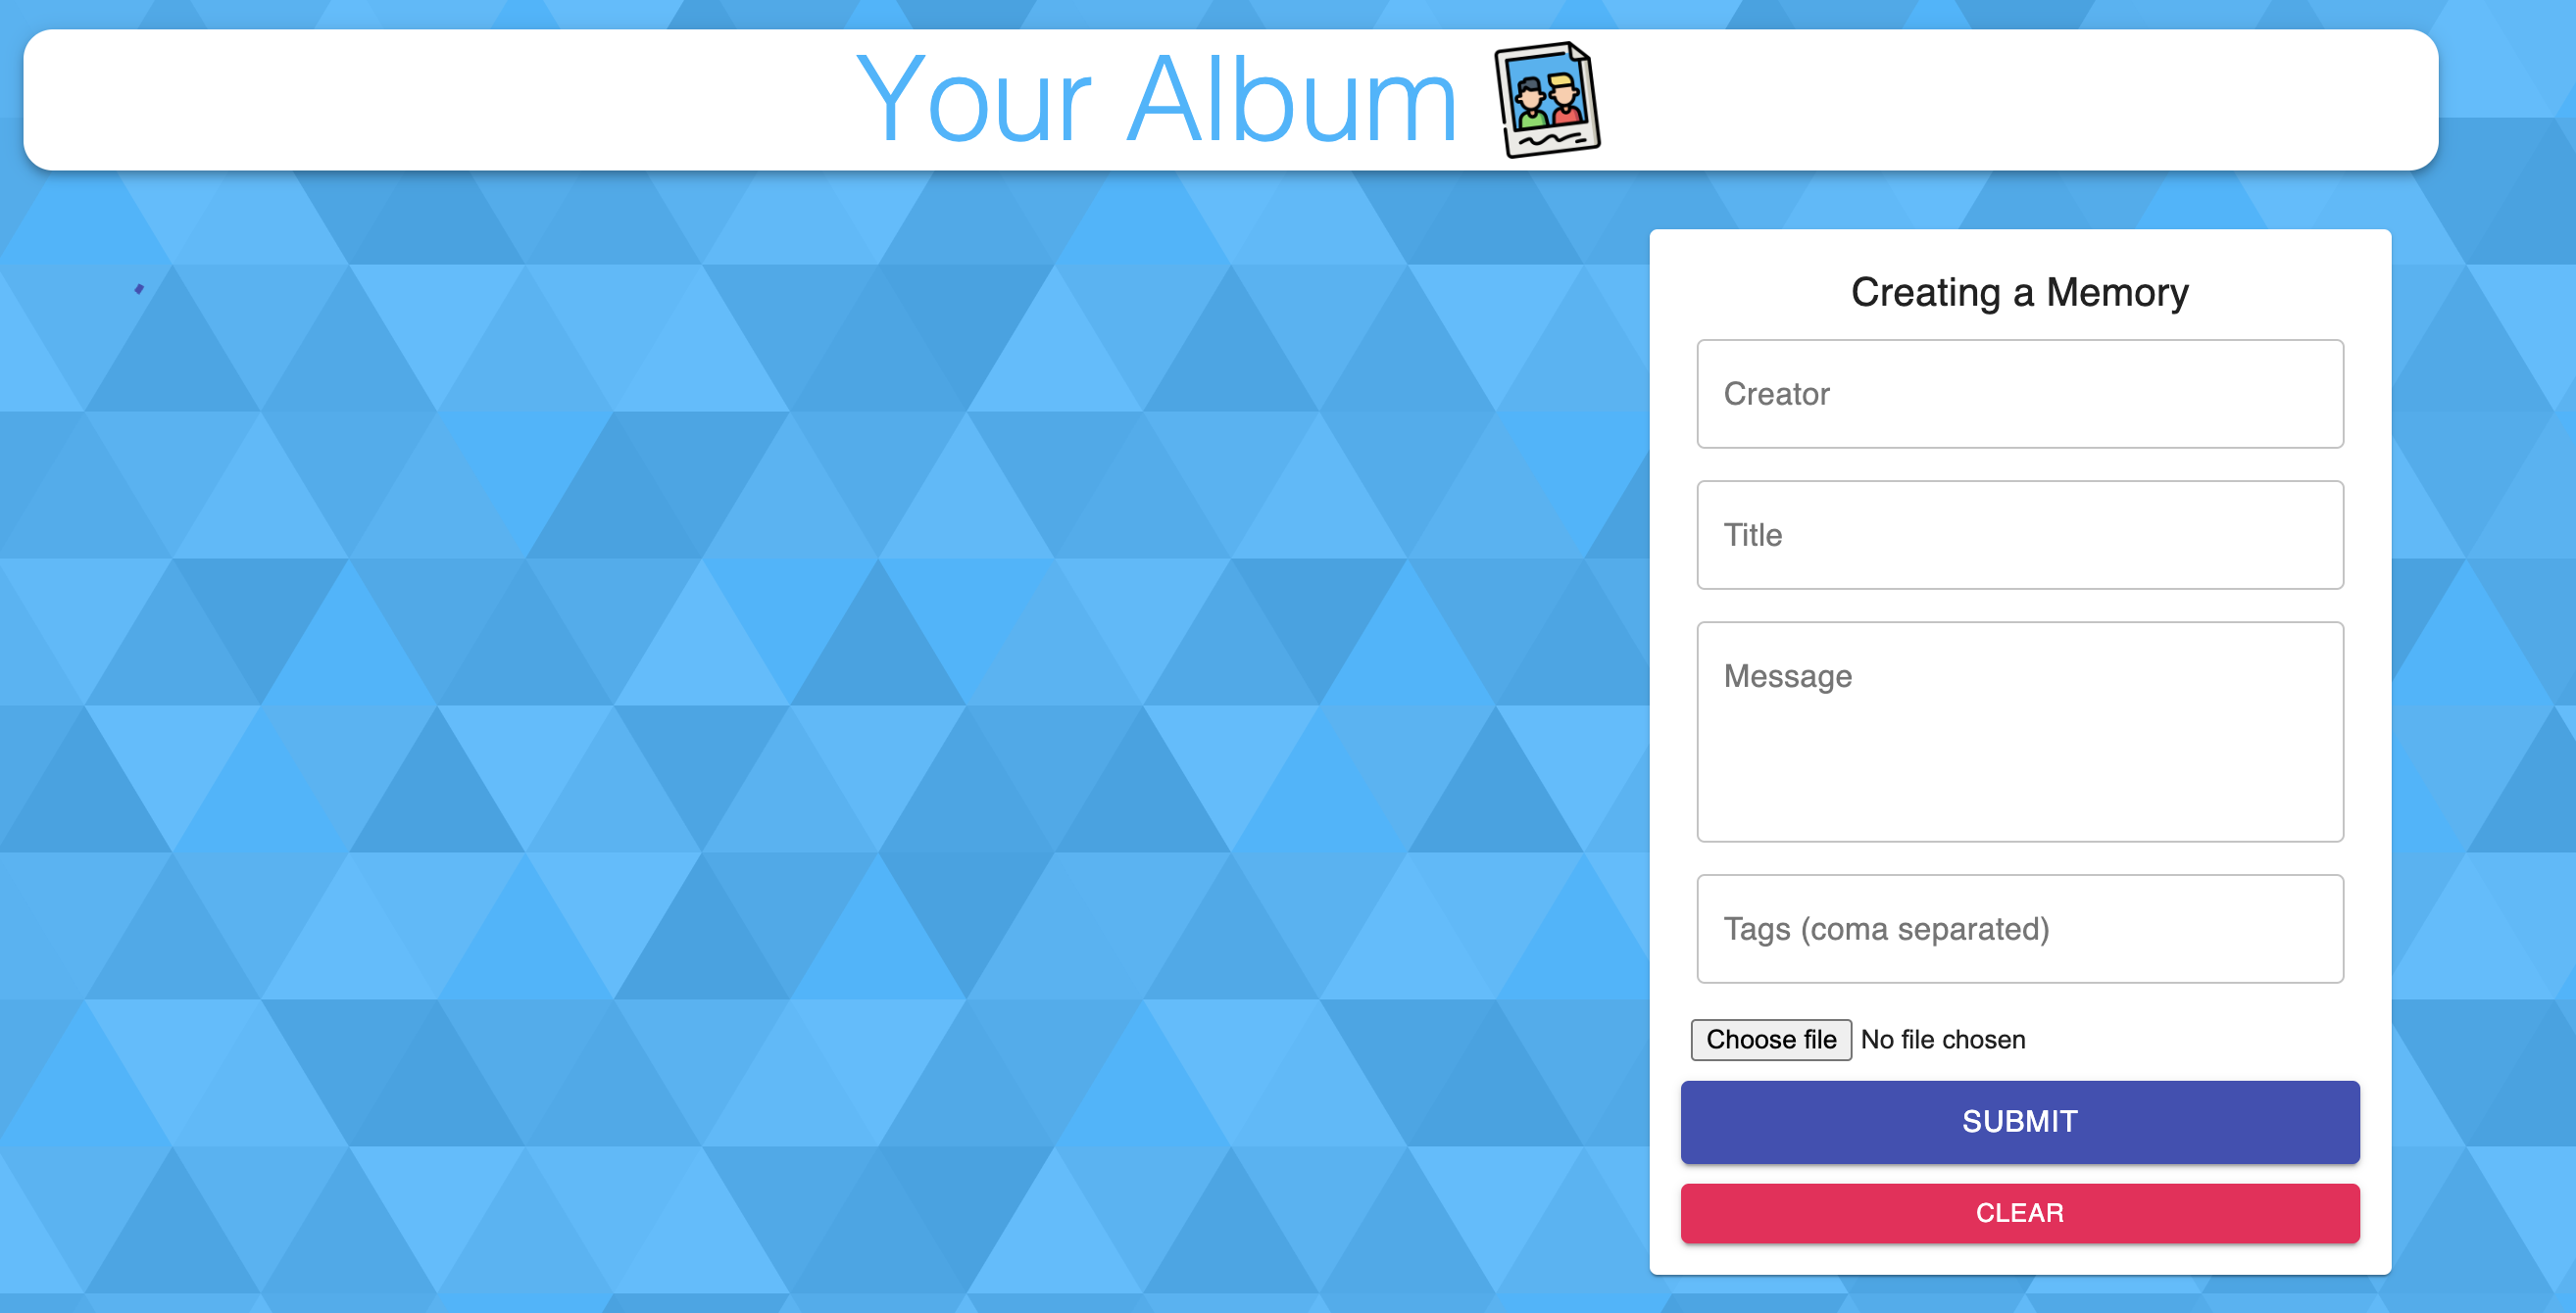 Your Album
Creating a Memory
Creator
Title
Message
Tags (coma separated)
Choose file No file chosen
SUBMIT
CLEAR